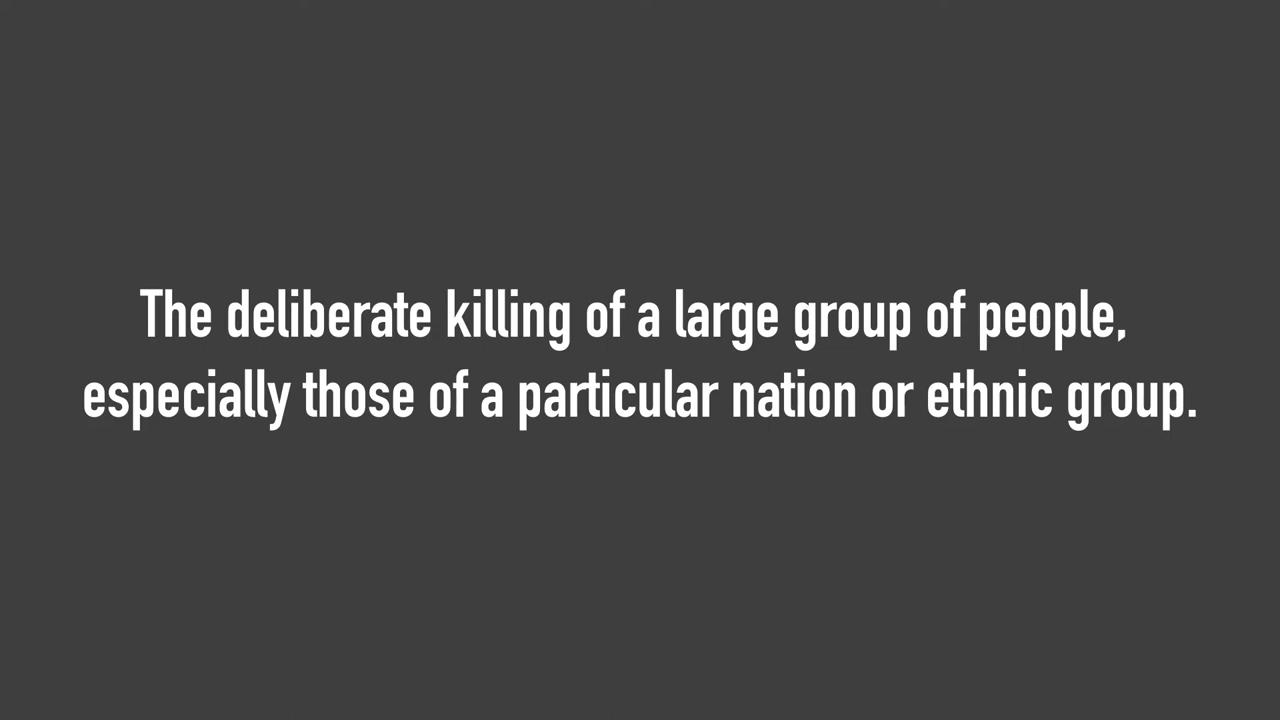 The deliberate killing of a large group of people,
especially those of a particular nation or ethnic group.